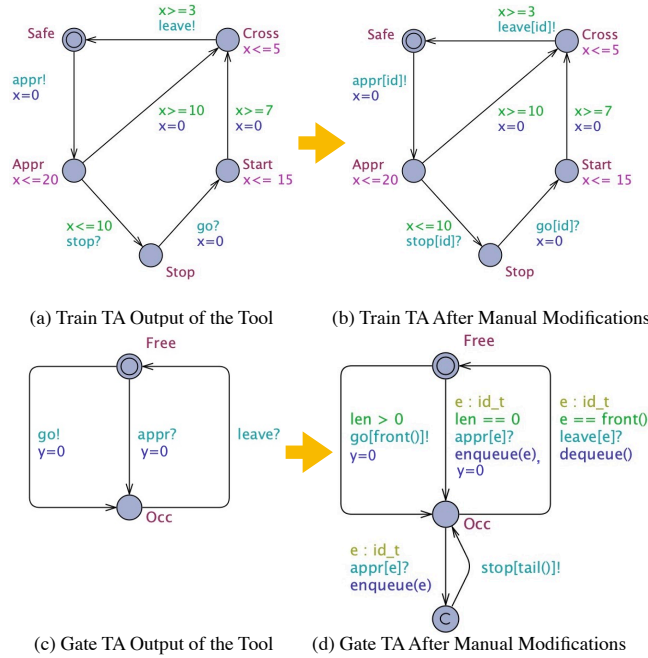 x>=3
leave!
Safe
Cross
x<=5
appr!
x=0
x>=10
x=0
x>=7
x=0
Appr
x<=20
Start
x<= 15
x<=10
stop?
go?
x=0
Stop
x>=3
leave[id]!
Safe
Cross
x<=5
appr[id]!
x=0
x>=10
x=0
x>=7
x=0
Appr
x<=20
Start
x<= 15
x<=10
stop[id]?
go[id]?
x=0
Stop
(a) Train TA Output of the Tool
(b) Train TA After Manual Modifications
Free
go!
y=0
appr?
y=0
leave?
Occ
Free
len > 0
go[front()]!
y=0
e : id_t
len == 0
appr[e]?
enqueue(e),
y=0
e : id_t
e == front()
leave[e]?
dequeue()
Occ
e : id_t
appr[e]?
enqueue(e)
stop[tail()]!
C
(c) Gate TA Output of the Tool
(d) Gate TA After Manual Modifications